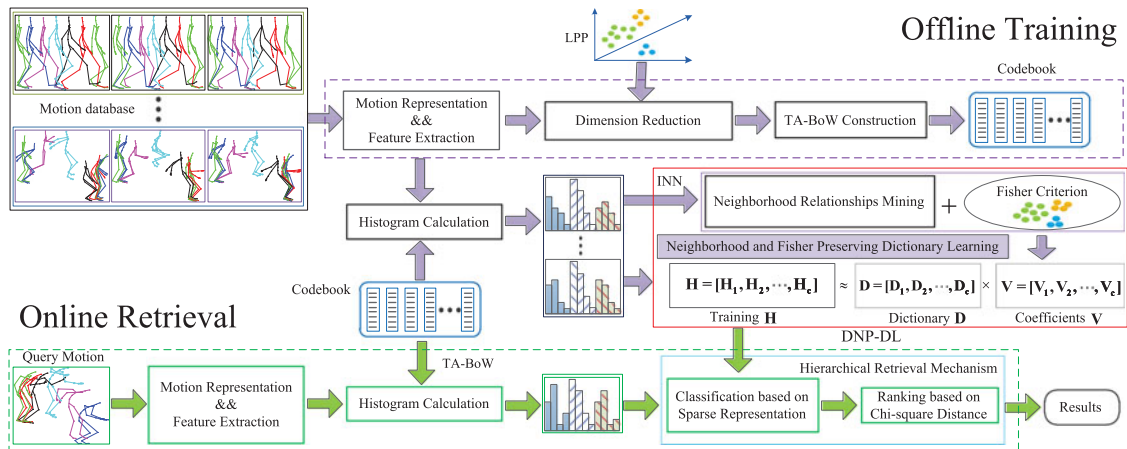 LPP
Offline Training
Codebook
Motion database
Motion Representation
&&
Feature Extraction
Dimension Reduction
TA-BoW Construction
INN
Neighborhood Relationships Mining
+
Fisher Criterion
Histogram Calculation
Neighborhood and Fisher Preserving Dictionary Learning
H = [H₁, H₂, ⋯, H_c] ≈ D = [D₁, D₂, ⋯, D_c] × V = [V₁, V₂, ⋯, V_c]
Training H
Dictionary D
Coefficients V
DNP-DL
Codebook
Online Retrieval
TA-BoW
Query Motion
Motion Representation
&&
Feature Extraction
Histogram Calculation
Hierarchical Retrieval Mechanism
Classification based on
Sparse Representation
Ranking based on
Chi-square Distance
Results